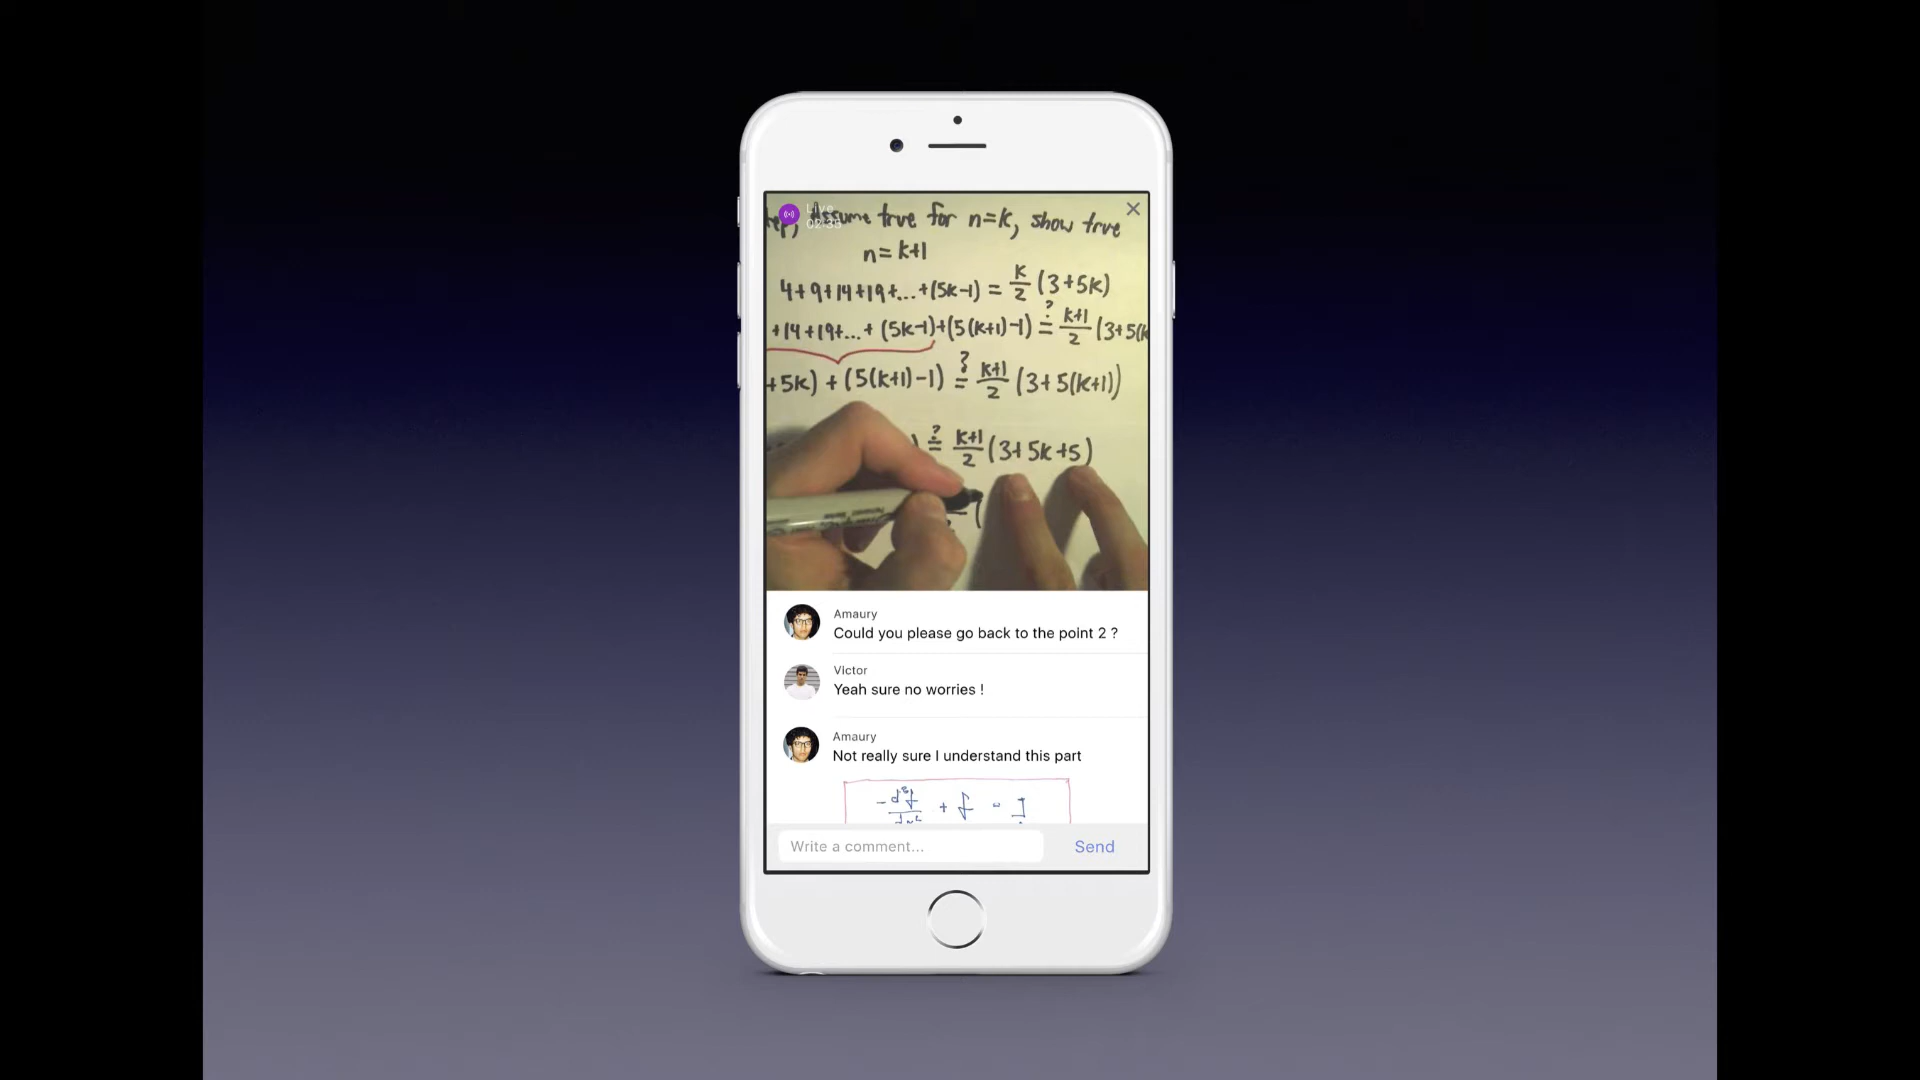 Live
tep, Assume true for n=k, show true
n=k+1
4+9+14+19+...+(5k-1) = k/2 (3+5k)
+14+19+...+(5k-1)+(5(k+1)-1) ≟ k+1/2 (3+5(k
+5k)+(5(k+1)-1) ≟ k+1/2 (3+5(k+1))
) ≟ k+1/2 (3+5k+5)
= (
Amaury
Could you please go back to the point 2 ?
Victor
Yeah sure no worries !
Amaury
Not really sure I understand this part
Write a comment...
Send